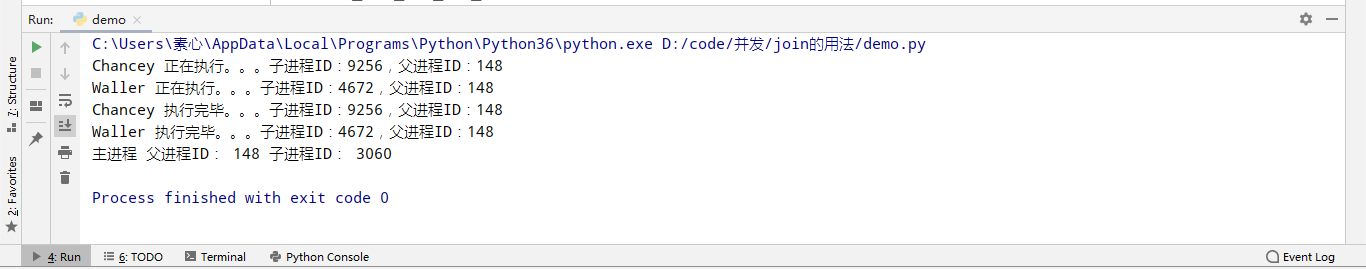 Run: demo
C:\Users\素心\AppData\Local\Programs\Python\Python36\python.exe D:/code/并发/join的用法/demo.py
Chancey 正在执行。。。子进程ID：9256，父进程ID：148
Waller 正在执行。。。子进程ID：4672，父进程ID：148
Chancey 执行完毕。。。子进程ID：9256，父进程ID：148
Waller 执行完毕。。。子进程ID：4672，父进程ID：148
主进程 父进程ID： 148 子进程ID： 3060
Process finished with exit code 0
7: Structure
2: Favorites
4: Run 6: TODO Terminal Python Console Event Log